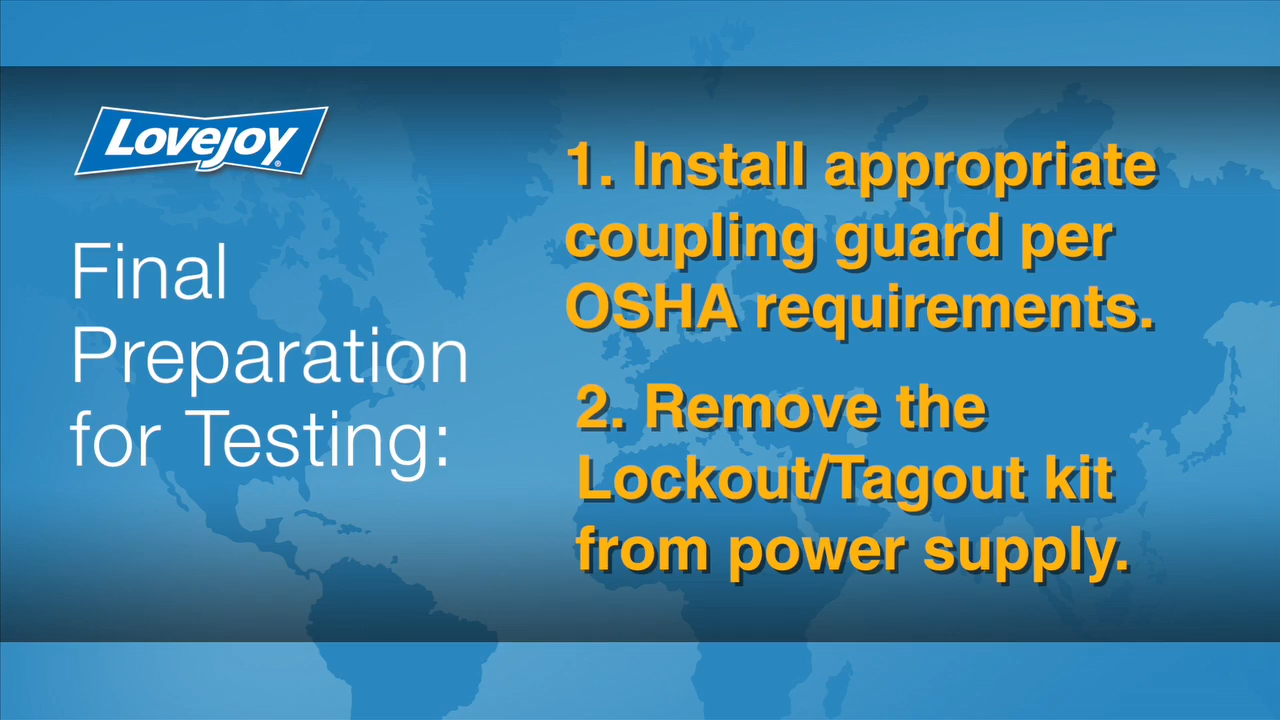 Lovejoy®
Final
Preparation
for Testing:
1. Install appropriate
coupling guard per
OSHA requirements.
2. Remove the
Lockout/Tagout kit
from power supply.